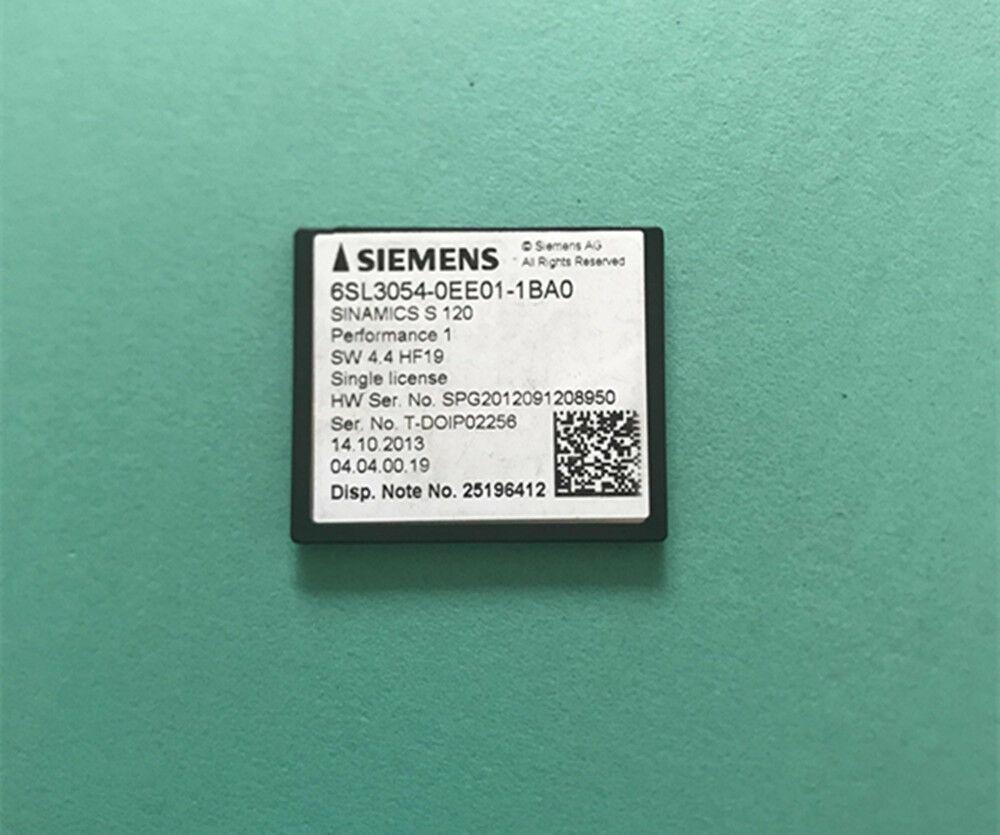 SIEMENS
© Siemens AG
All Rights Reserved
6SL3054-0EE01-1BA0
SINAMICS S 120
Performance 1
SW 4.4 HF19
Single license
HW Ser. No. SPG2012091208950
Ser. No. T-DOIP02256
14.10.2013
04.04.00.19
Disp. Note No. 25196412